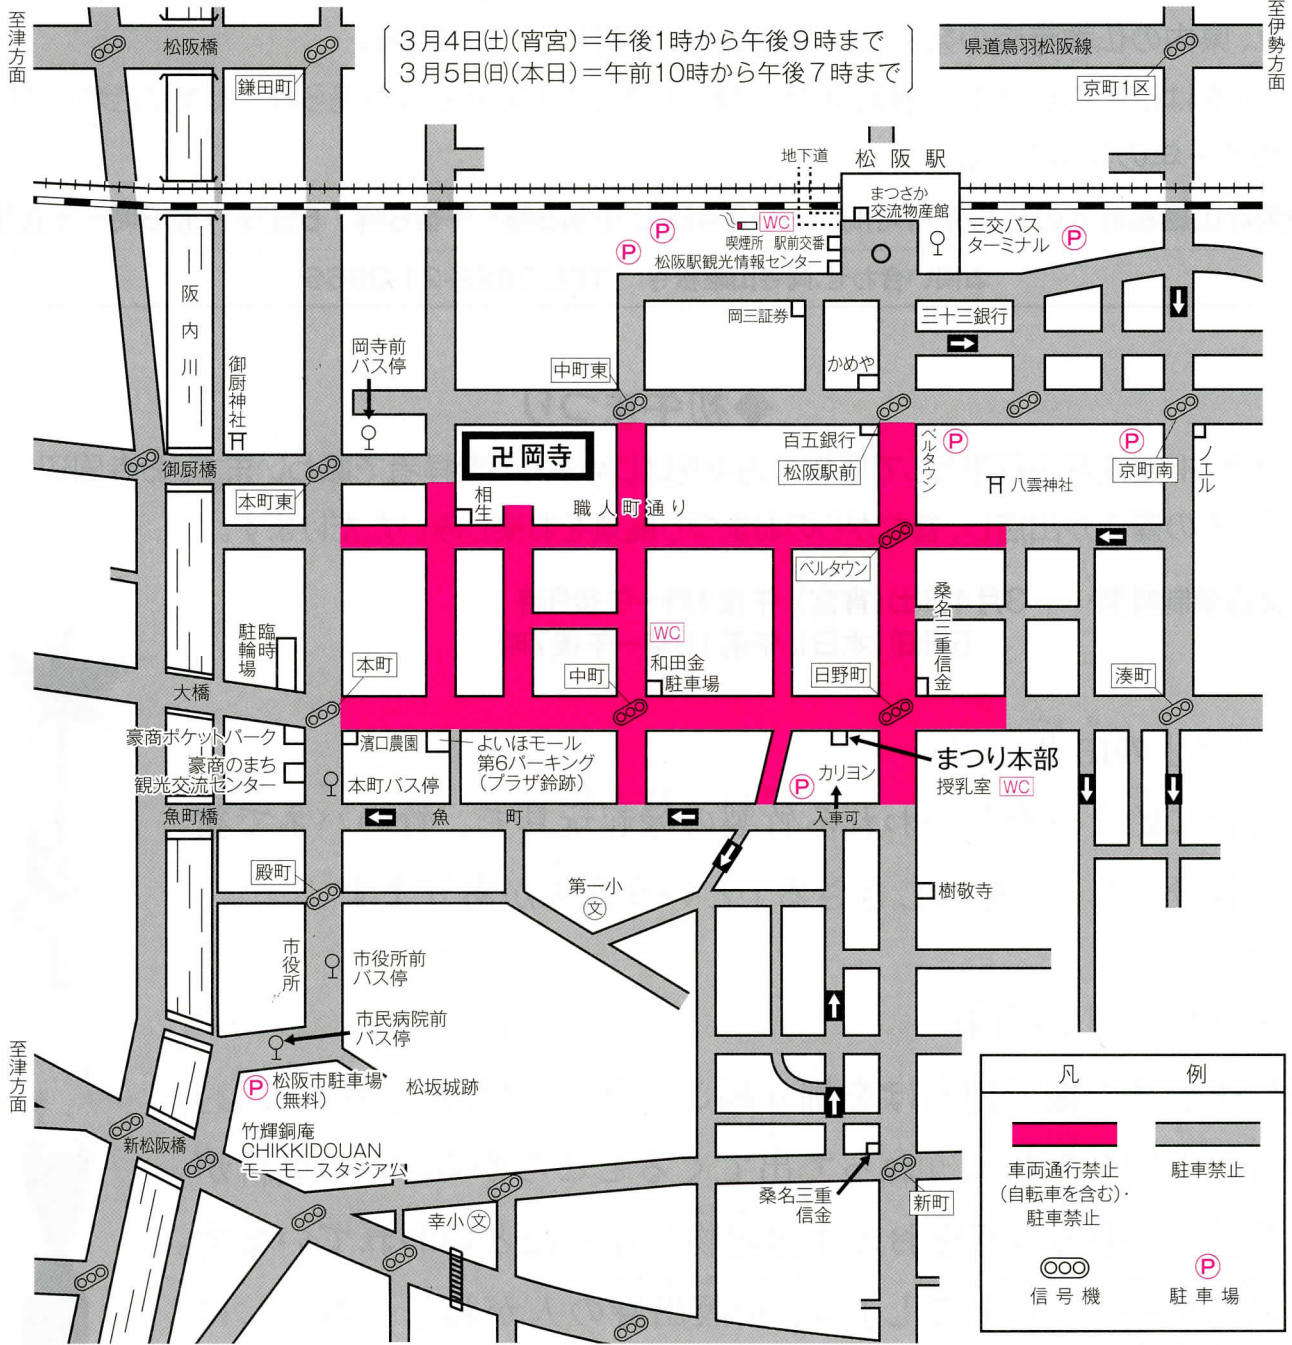 至津方面
松阪橋
鎌田町
3月4日(土)(宵宮)=午後1時から午後9時まで
3月5日(日)(本日)=午前10時から午後7時まで
県道鳥羽松阪線
京町1区
至伊勢方面
地下道
松阪駅
まつさか
交流物産館
WC
喫煙所
駅前交番
松阪駅観光情報センター
三交バス
ターミナル
P
P
P
阪内川
御厨神社
岡寺前
バス停
中町東
岡三証券
三十三銀行
かめや
御厨橋
本町東
卍岡寺
相生
職人町通り
百五銀行
松阪駅前
ベルタウン
P
P
京町南
ノエル
八雲神社
ベルタウン
桑名三重信金
臨時
駐輪場
本町
WC
中町
和田金
駐車場
日野町
湊町
大橋
豪商ポケットパーク
濱口農園
よいほモール
第6パーキング
(プラザ鈴跡)
豪商のまち
観光交流センター
本町バス停
まつり本部
授乳室 WC
P
カリヨン
入車可
魚町橋
魚町
殿町
第一小
文
樹敬寺
市役所
市役所前
バス停
市民病院前
バス停
至津方面
P
松阪市駐車場
(無料)
松坂城跡
新松阪橋
竹輝銅庵
CHIKKIDOUAN
モーモースタジアム
幸小 文
桑名三重
信金
新町
凡例
車両通行禁止
(自転車を含む)・
駐車禁止
駐車禁止
信号機
P
駐車場